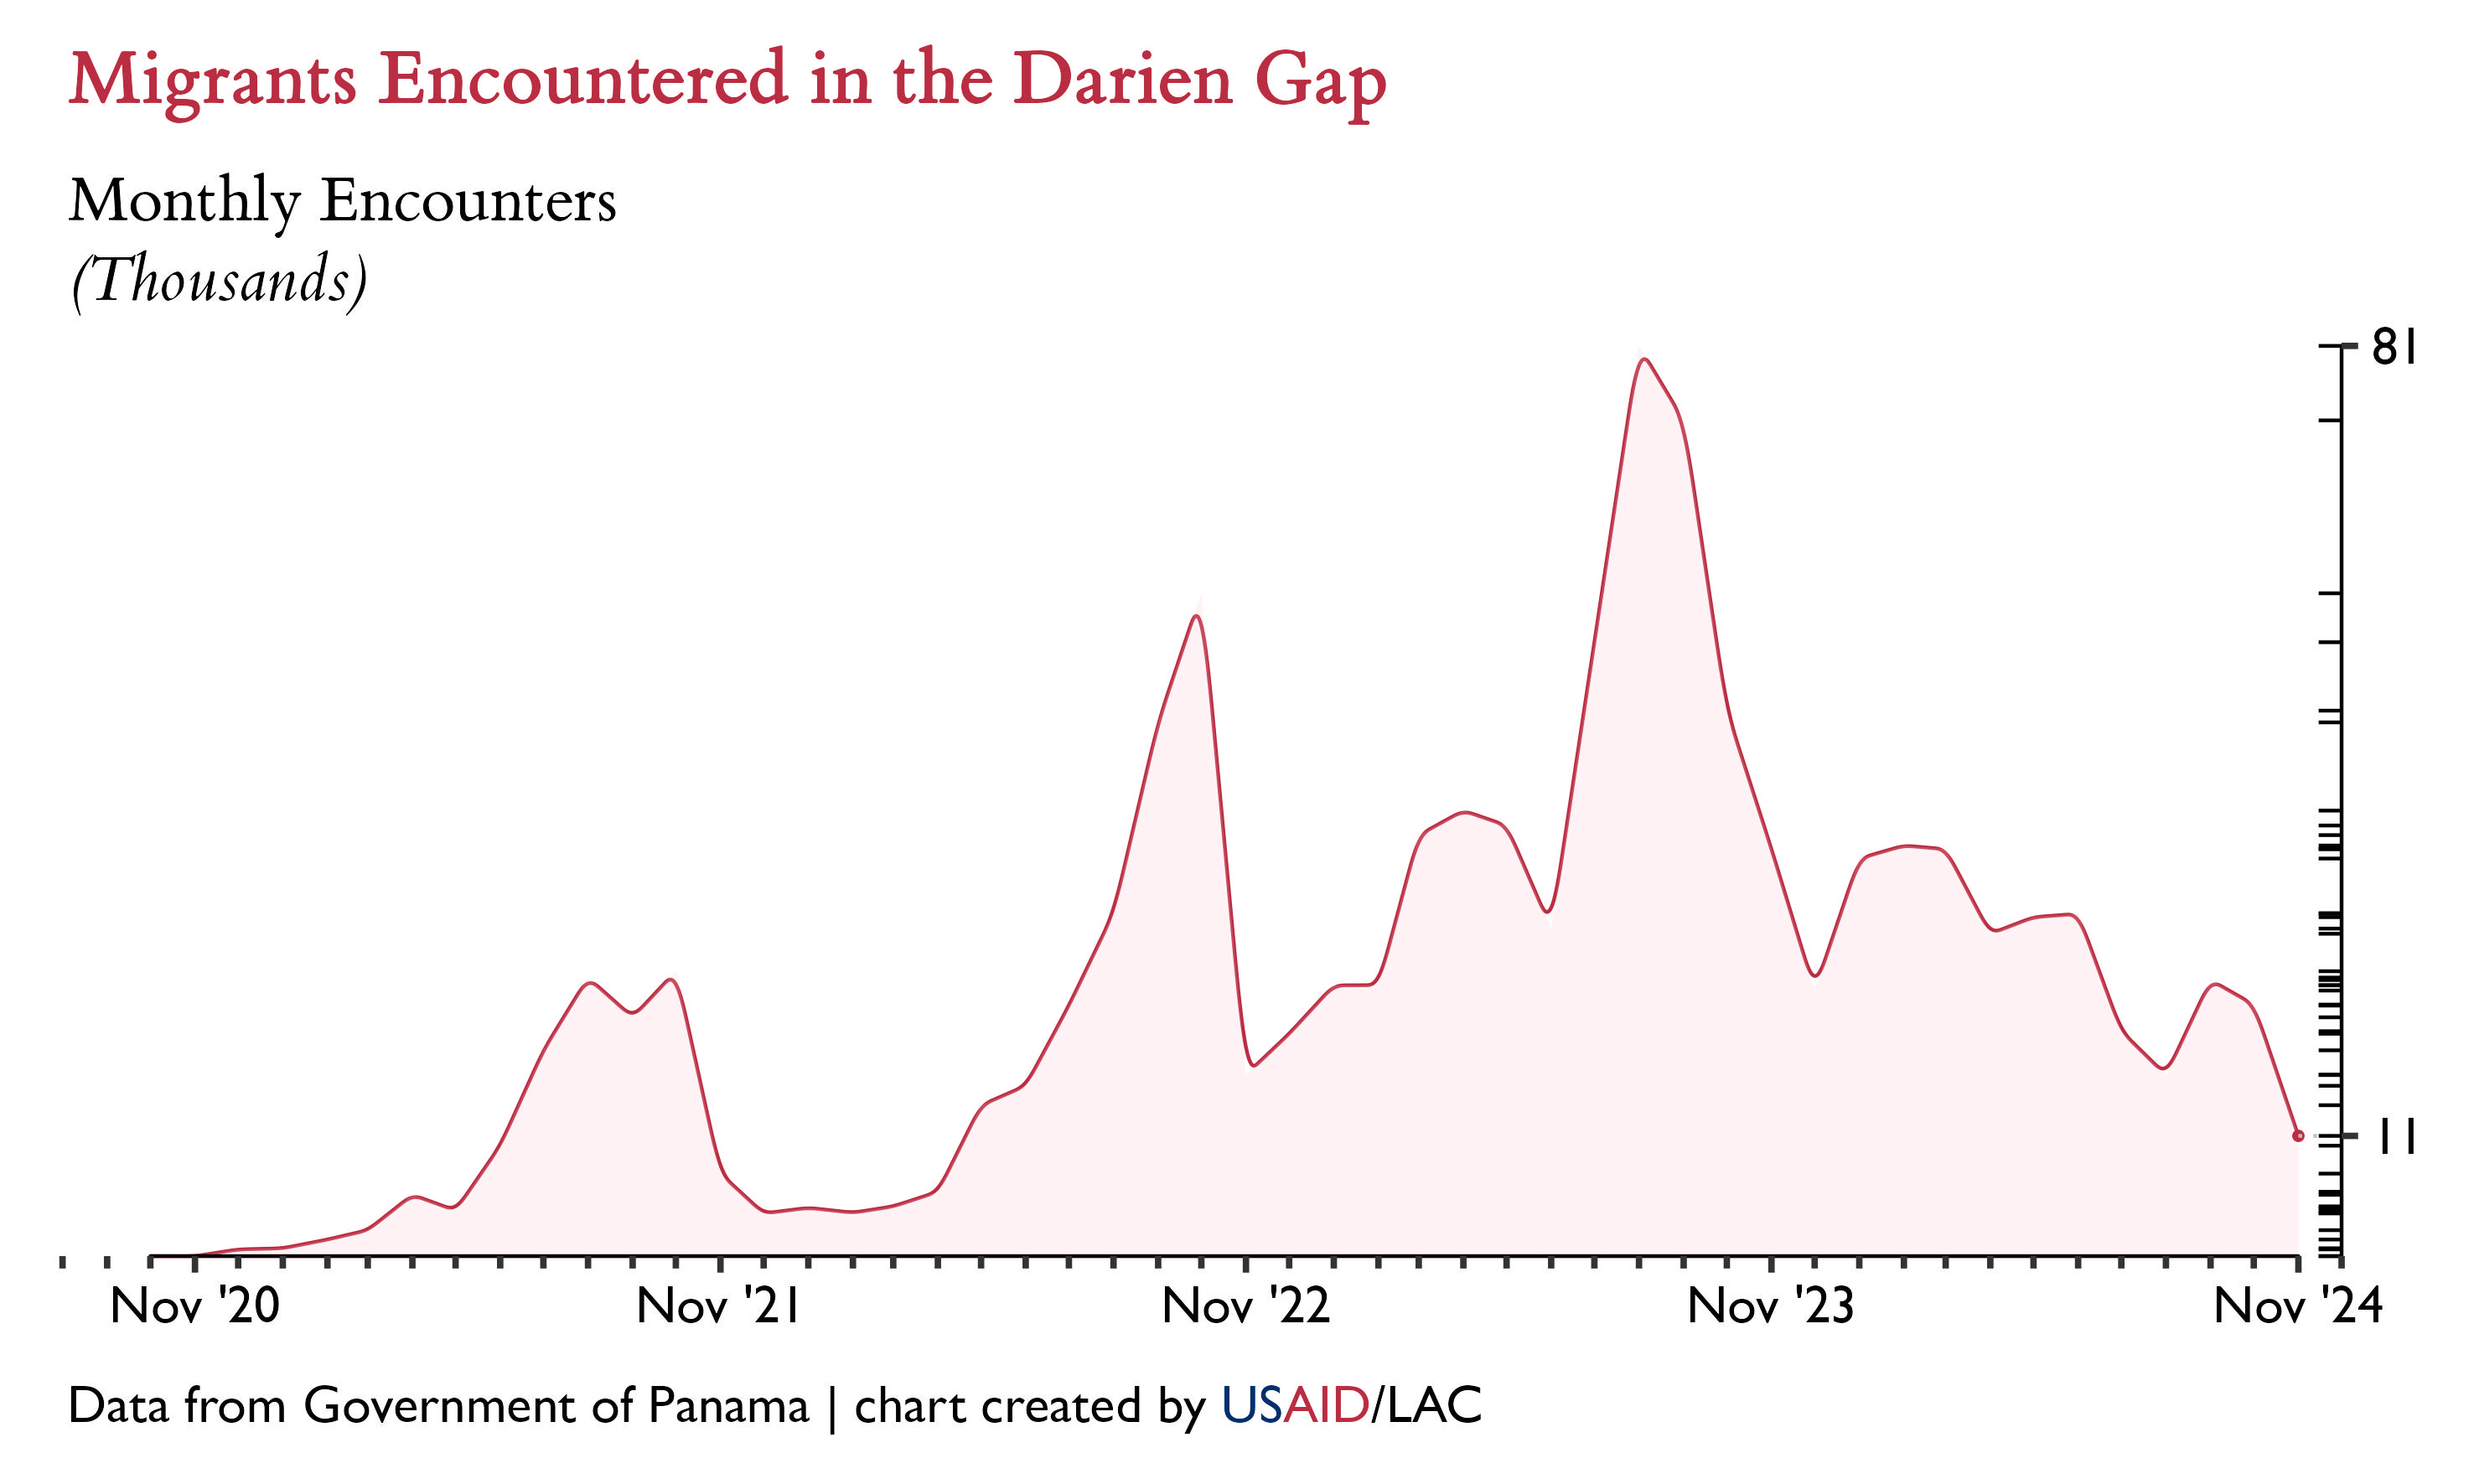 Migrants Encountered in the Darien Gap
Monthly Encounters
(Thousands)
81
11
Nov '20 Nov '21 Nov '22 Nov '23 Nov '24
Data from Government of Panama | chart created by USAID/LAC